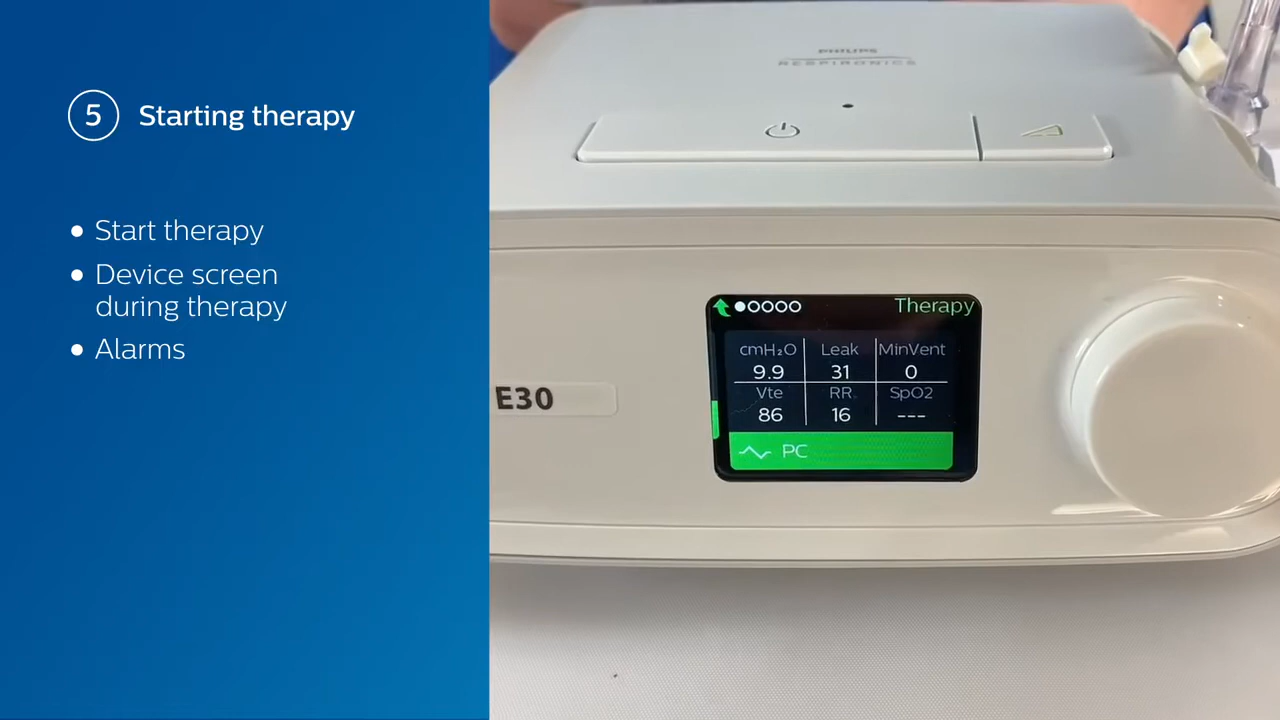 5 Starting therapy
• Start therapy
• Device screen
during therapy
• Alarms
PHILIPS
RESPIRONICS
E30
Therapy
cmH₂O Leak MinVent
9.9 31 0
Vte RR SpO2
86 16 ---
PC